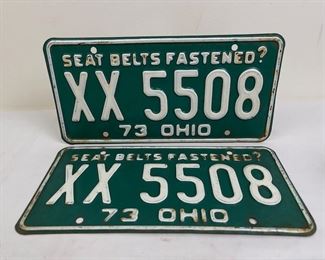 SEAT BELTS FASTENED?
XX 5508
73 OHIO
SEAT BELTS FASTENED?
XX 5508
73 OHIO